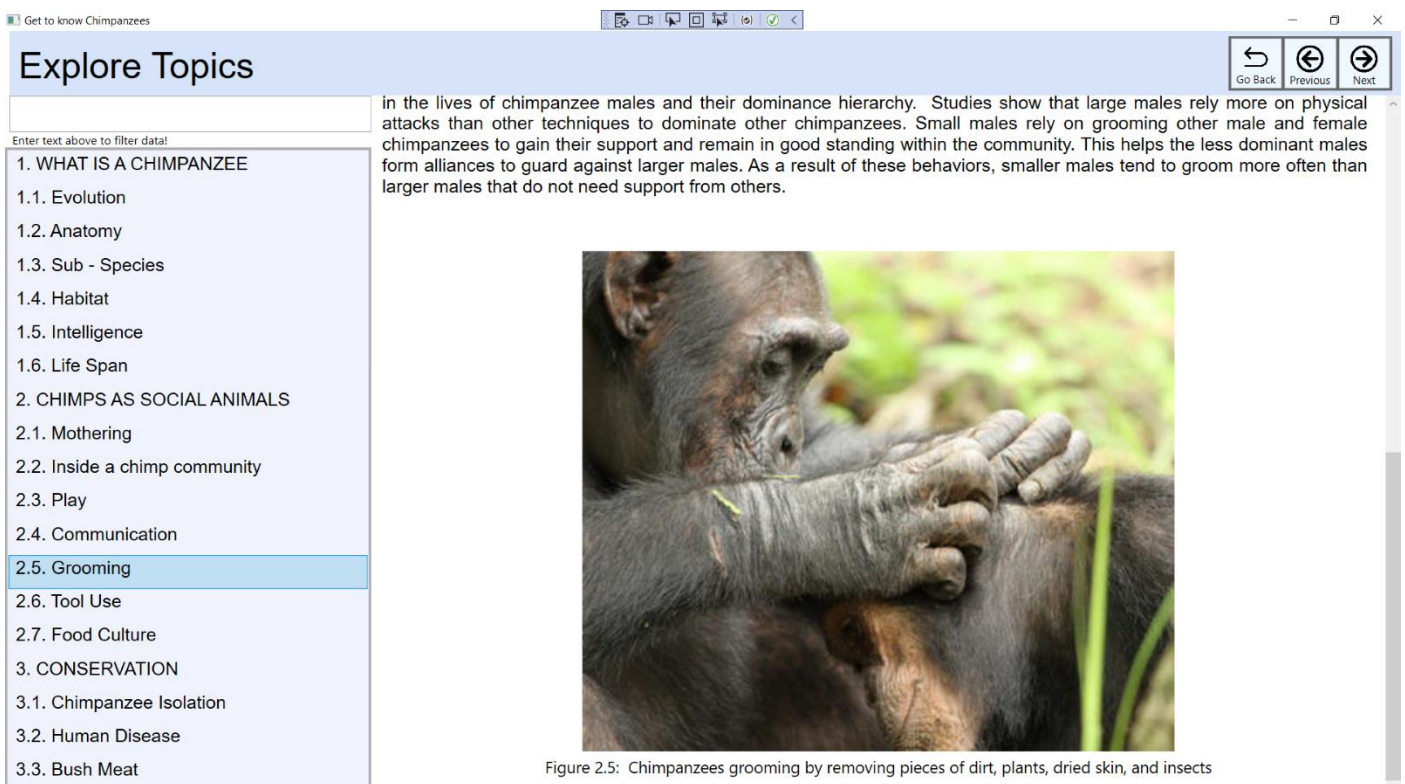 Get to know Chimpanzees
Explore Topics
Go Back
Previous
Next
Enter text above to filter data!
1. WHAT IS A CHIMPANZEE
1.1. Evolution
1.2. Anatomy
1.3. Sub - Species
1.4. Habitat
1.5. Intelligence
1.6. Life Span
2. CHIMPS AS SOCIAL ANIMALS
2.1. Mothering
2.2. Inside a chimp community
2.3. Play
2.4. Communication
2.5. Grooming
2.6. Tool Use
2.7. Food Culture
3. CONSERVATION
3.1. Chimpanzee Isolation
3.2. Human Disease
3.3. Bush Meat
in the lives of chimpanzee males and their dominance hierarchy. Studies show that large males rely more on physical
attacks than other techniques to dominate other chimpanzees. Small males rely on grooming other male and female
chimpanzees to gain their support and remain in good standing within the community. This helps the less dominant males
form alliances to guard against larger males. As a result of these behaviors, smaller males tend to groom more often than
larger males that do not need support from others.
Figure 2.5: Chimpanzees grooming by removing pieces of dirt, plants, dried skin, and insects